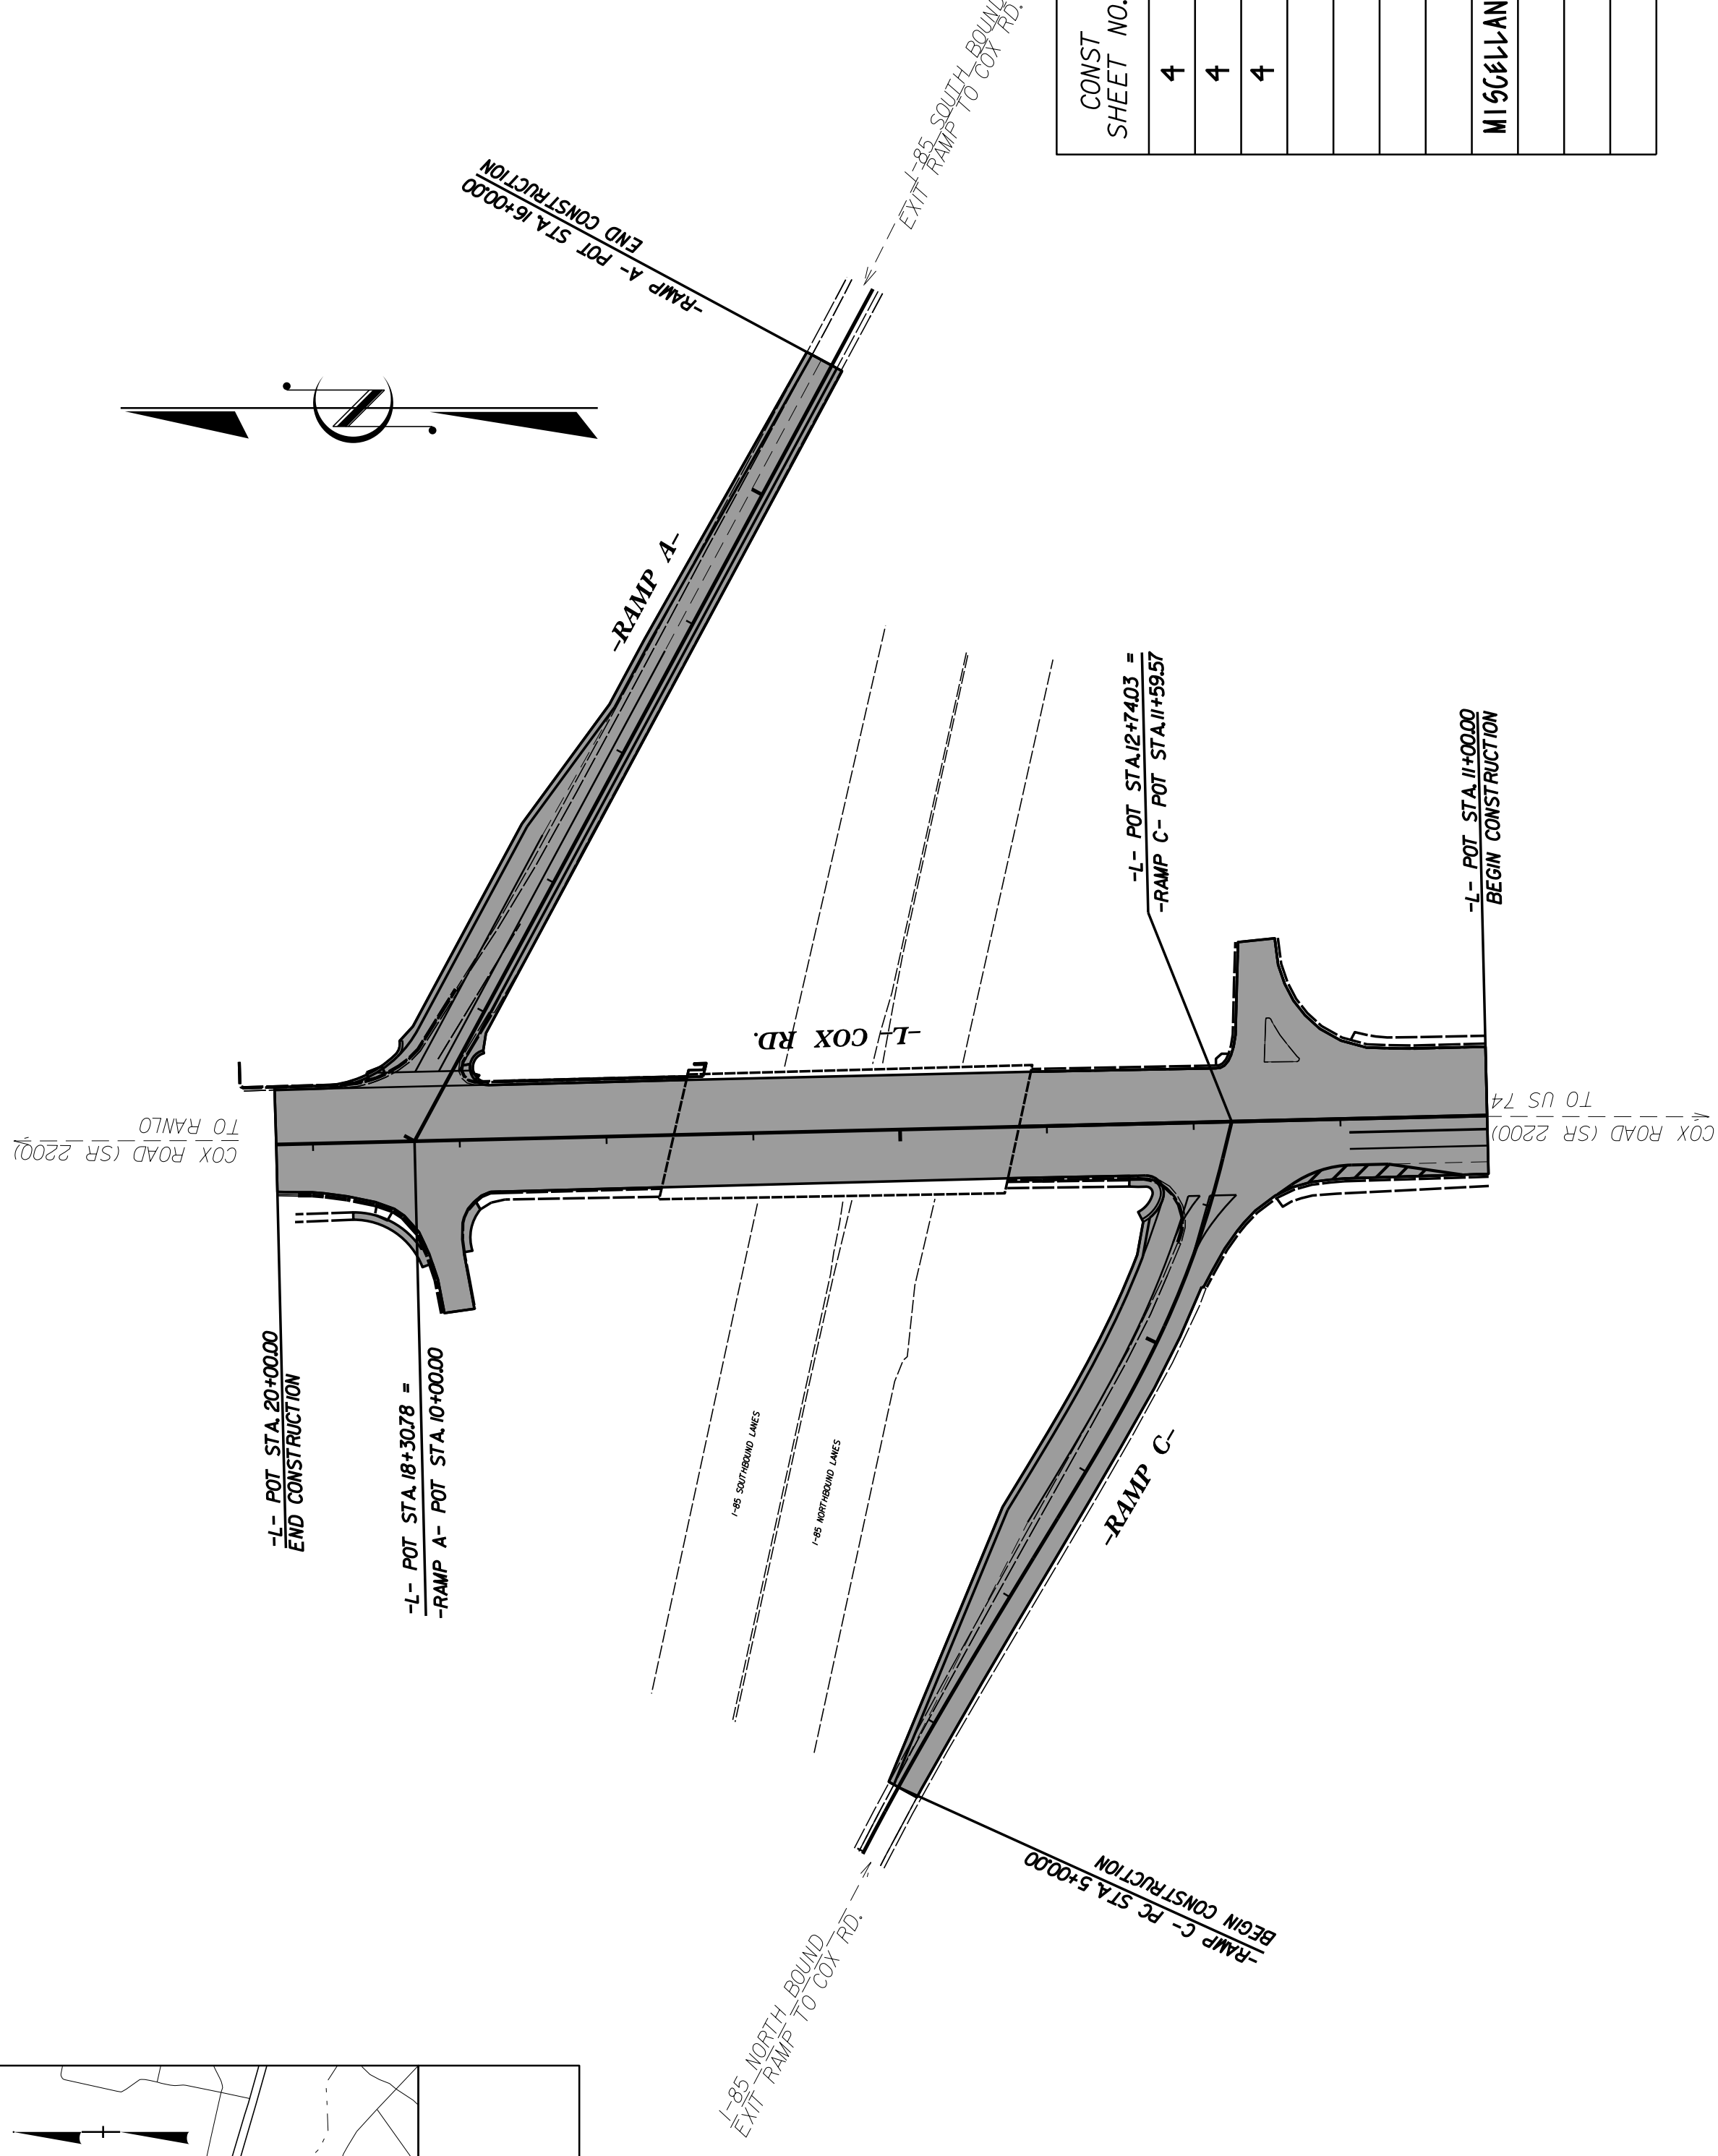 CONST
SHEET NO.
4
4
4
MISCELLAN
I-85 SOUTH BOUND
EXIT RAMP TO COX RD.
-RAMP A- POT STA. 16+00.00
END CONSTRUCTION
-RAMP A-
-L- POT STA. 12+74.03 =
-RAMP C- POT STA. 11+59.57
-L- POT STA. 11+00.00
BEGIN CONSTRUCTION
-L- COX RD.
COX ROAD (SR 2200)
TO RANLO
COX ROAD (SR 2200)
TO US 74
-L- POT STA. 20+00.00
END CONSTRUCTION
-L- POT STA. 18+30.78 =
-RAMP A- POT STA. 10+00.00
I-85 SOUTHBOUND LANES
I-85 NORTHBOUND LANES
-RAMP C-
-RAMP C- PC STA. 5+00.00
BEGIN CONSTRUCTION
I-85 NORTH BOUND
EXIT RAMP TO COX RD.